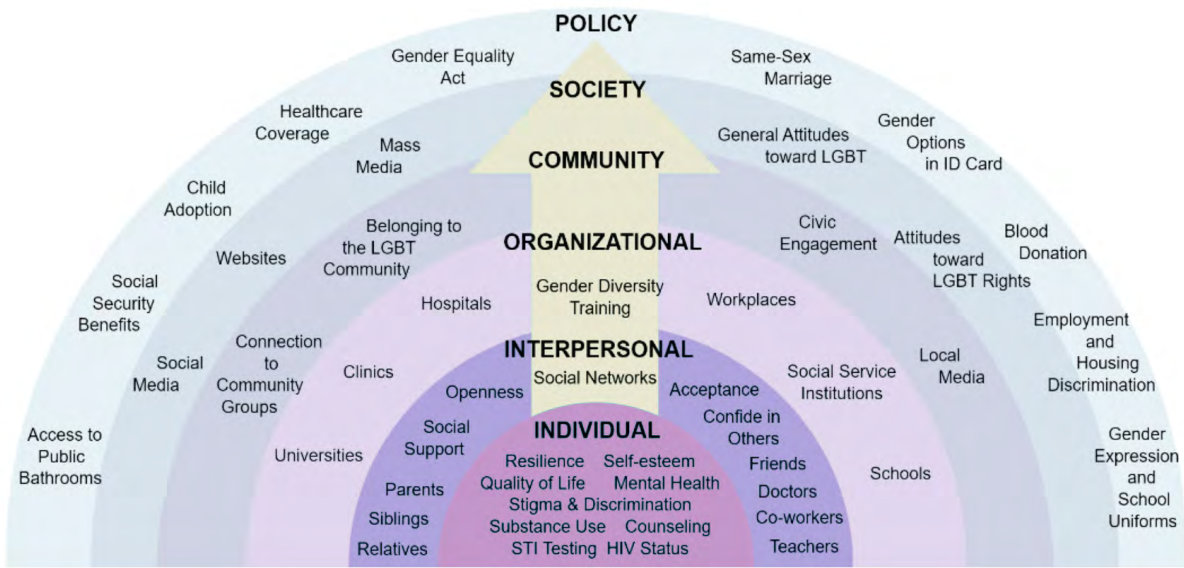 POLICY
Gender Equality
Act
Same-Sex
Marriage
Healthcare
Coverage
Gender
Options
in ID Card
Child
Adoption
Blood
Donation
Social
Security
Benefits
Employment
and
Housing
Discrimination
Access to
Public
Bathrooms
Gender
Expression
and
School
Uniforms
SOCIETY
Mass
Media
General Attitudes
toward LGBT
Websites
Attitudes
toward
LGBT Rights
Social
Media
Local
Media
COMMUNITY
Belonging to
the LGBT
Community
Civic
Engagement
Connection
to
Community
Groups
ORGANIZATIONAL
Gender Diversity
Training
Hospitals
Workplaces
Clinics
Social Service
Institutions
Universities
Schools
INTERPERSONAL
Social Networks
Openness
Acceptance
Social
Support
Confide in
Others
Parents
Siblings
Relatives
Friends
Doctors
Co-workers
Teachers
INDIVIDUAL
Resilience Self-esteem
Quality of Life Mental Health
Stigma & Discrimination
Substance Use Counseling
STI Testing HIV Status